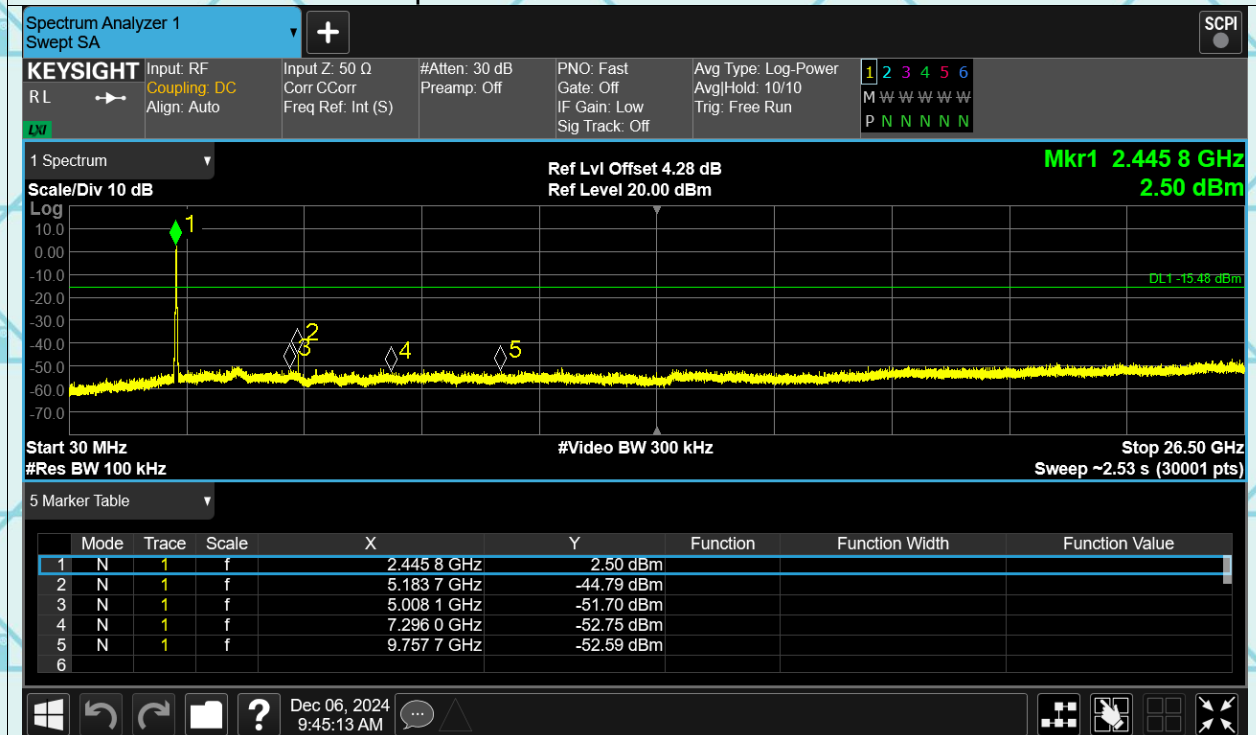 Spectrum Analyzer 1
Swept SA
+
SCPI
KEYSIGHT
RL
LXI
Input: RF
Coupling: DC
Align: Auto
Input Z: 50 Ω
Corr CCorr
Freq Ref: Int (S)
#Atten: 30 dB
Preamp: Off
PNO: Fast
Gate: Off
IF Gain: Low
Sig Track: Off
Avg Type: Log-Power
Avg|Hold: 10/10
Trig: Free Run
1 2 3 4 5 6
M W W W W W
P N N N N N
1 Spectrum
Scale/Div 10 dB
Ref Lvl Offset 4.28 dB
Ref Level 20.00 dBm
Mkr1 2.445 8 GHz
2.50 dBm
Log
10.0
0.00
-10.0
-20.0
-30.0
-40.0
-50.0
-60.0
-70.0
1
DL1 -15.48 dBm
2
3
4
5
Start 30 MHz
#Res BW 100 kHz
#Video BW 300 kHz
Stop 26.50 GHz
Sweep ~2.53 s (30001 pts)
5 Marker Table
Mode Trace Scale X Y Function Function Width Function Value
1 N 1 f 2.445 8 GHz 2.50 dBm
2 N 1 f 5.183 7 GHz -44.79 dBm
3 N 1 f 5.008 1 GHz -51.70 dBm
4 N 1 f 7.296 0 GHz -52.75 dBm
5 N 1 f 9.757 7 GHz -52.59 dBm
6
?
Dec 06, 2024
9:45:13 AM